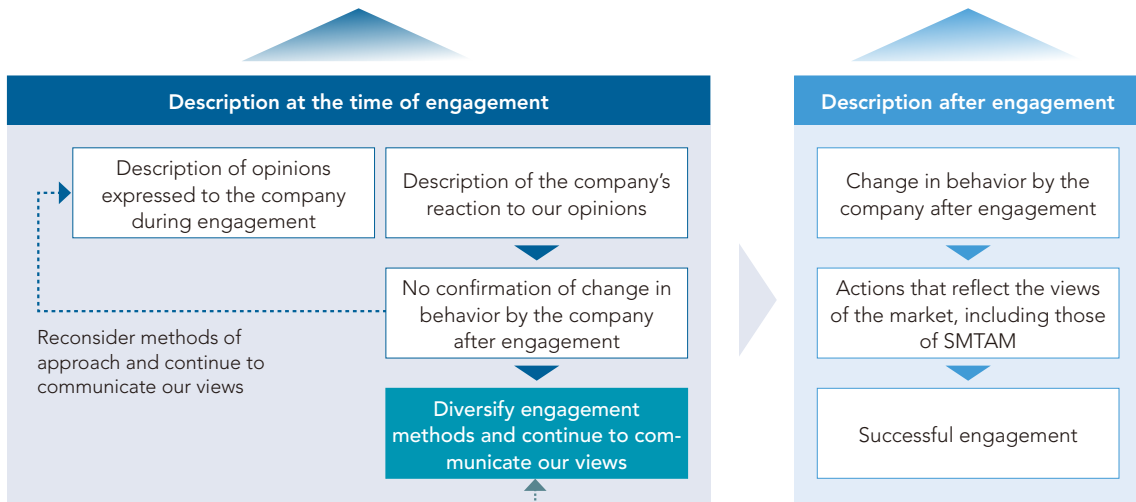 Description at the time of engagement
Description of opinions
expressed to the company
during engagement
Description of the company’s
reaction to our opinions
No confirmation of change in
behavior by the company
after engagement
Reconsider methods of
approach and continue to
communicate our views
Diversify engagement
methods and continue to com-
municate our views
Description after engagement
Change in behavior by the
company after engagement
Actions that reflect the views
of the market, including those
of SMTAM
Successful engagement